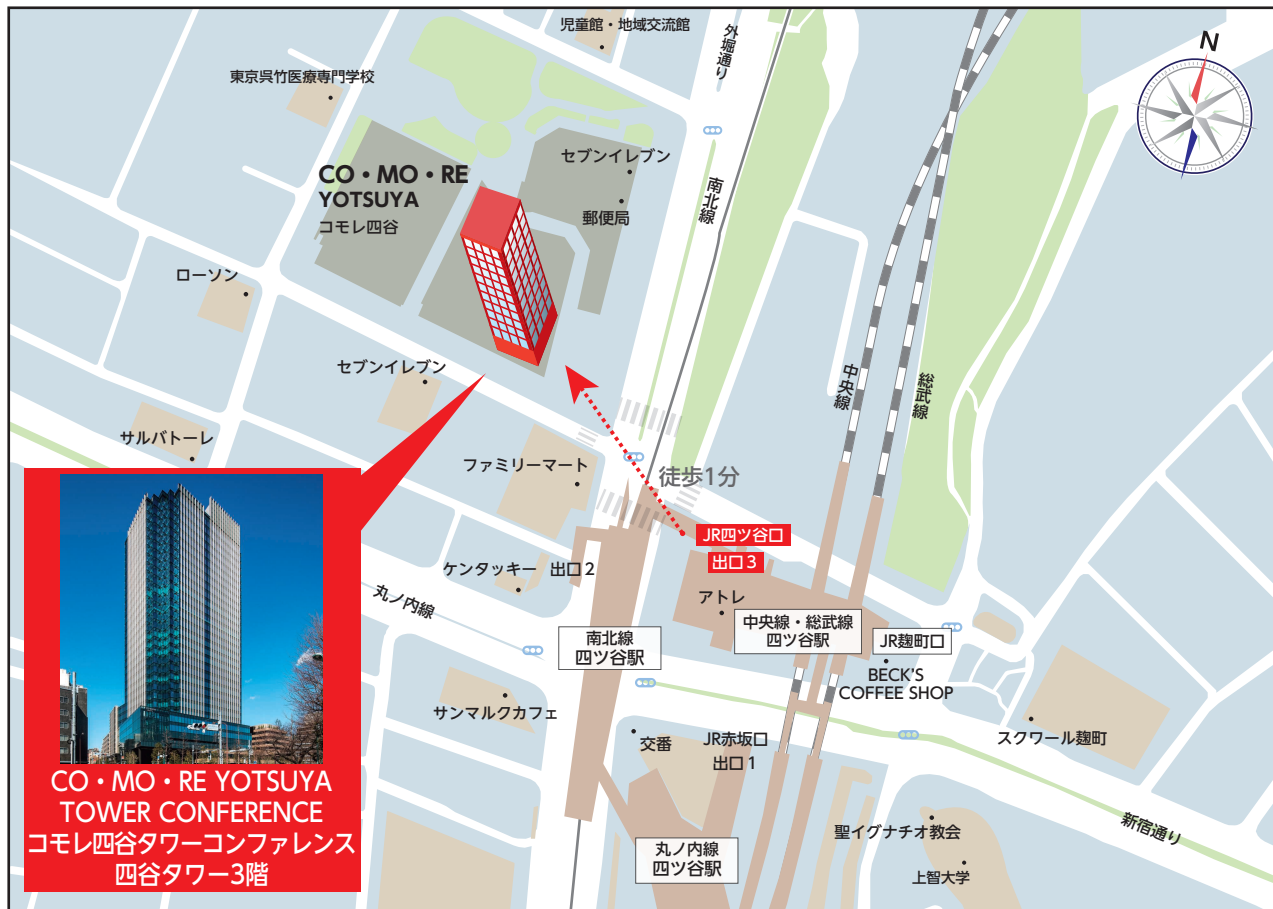 児童館・地域交流館
外堀通り
N
東京呉竹医療専門学校
セブンイレブン
CO・MO・RE
YOTSUYA
コモレ四谷
郵便局
南北線
ローソン
セブンイレブン
中央線
総武線
サルバトーレ
ファミリーマート
徒歩1分
JR四ツ谷口
出口3
ケンタッキー
出口2
丸ノ内線
アトレ
南北線
四ツ谷駅
中央線・総武線
四ツ谷駅
JR麹町口
BECK'S
COFFEE SHOP
サンマルクカフェ
交番
JR赤坂口
出口1
スクワール麹町
新宿通り
聖イグナチオ教会
丸ノ内線
四ツ谷駅
上智大学
CO・MO・RE YOTSUYA
TOWER CONFERENCE
コモレ四谷タワーコンファレンス
四谷タワー3階